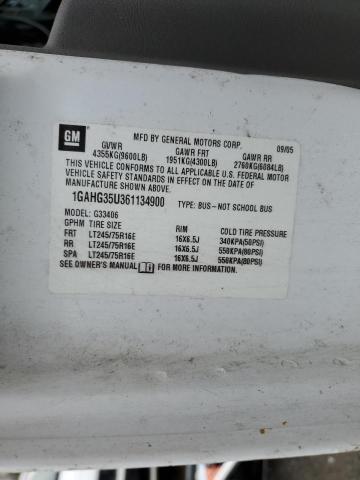 GM
MFD BY GENERAL MOTORS CORP.
09/05
GVWR GAWR FRT GAWR RR
4355KG(9600LB) 1951KG(4300LB) 2760KG(6084LB)
THIS VEHICLE CONFORMS TO ALL APPLICABLE U.S. FEDERAL MOTOR
VEHICLE SAFETY STANDARDS IN EFFECT ON THE DATE OF
MANUFACTURE SHOWN ABOVE.
1GAHG35U361134900 TYPE: BUS-NOT SCHOOL BUS
MODEL: G33406
GPHM TIRE SIZE RIM COLD TIRE PRESSURE
FRT LT245/75R16E 16X6.5J 340KPA(50PSI)
RR LT245/75R16E 16X6.5J 550KPA(80PSI)
SPA LT245/75R16E 16X6.5J 550KPA(80PSI)
SEE OWNER'S MANUAL FOR MORE INFORMATION.